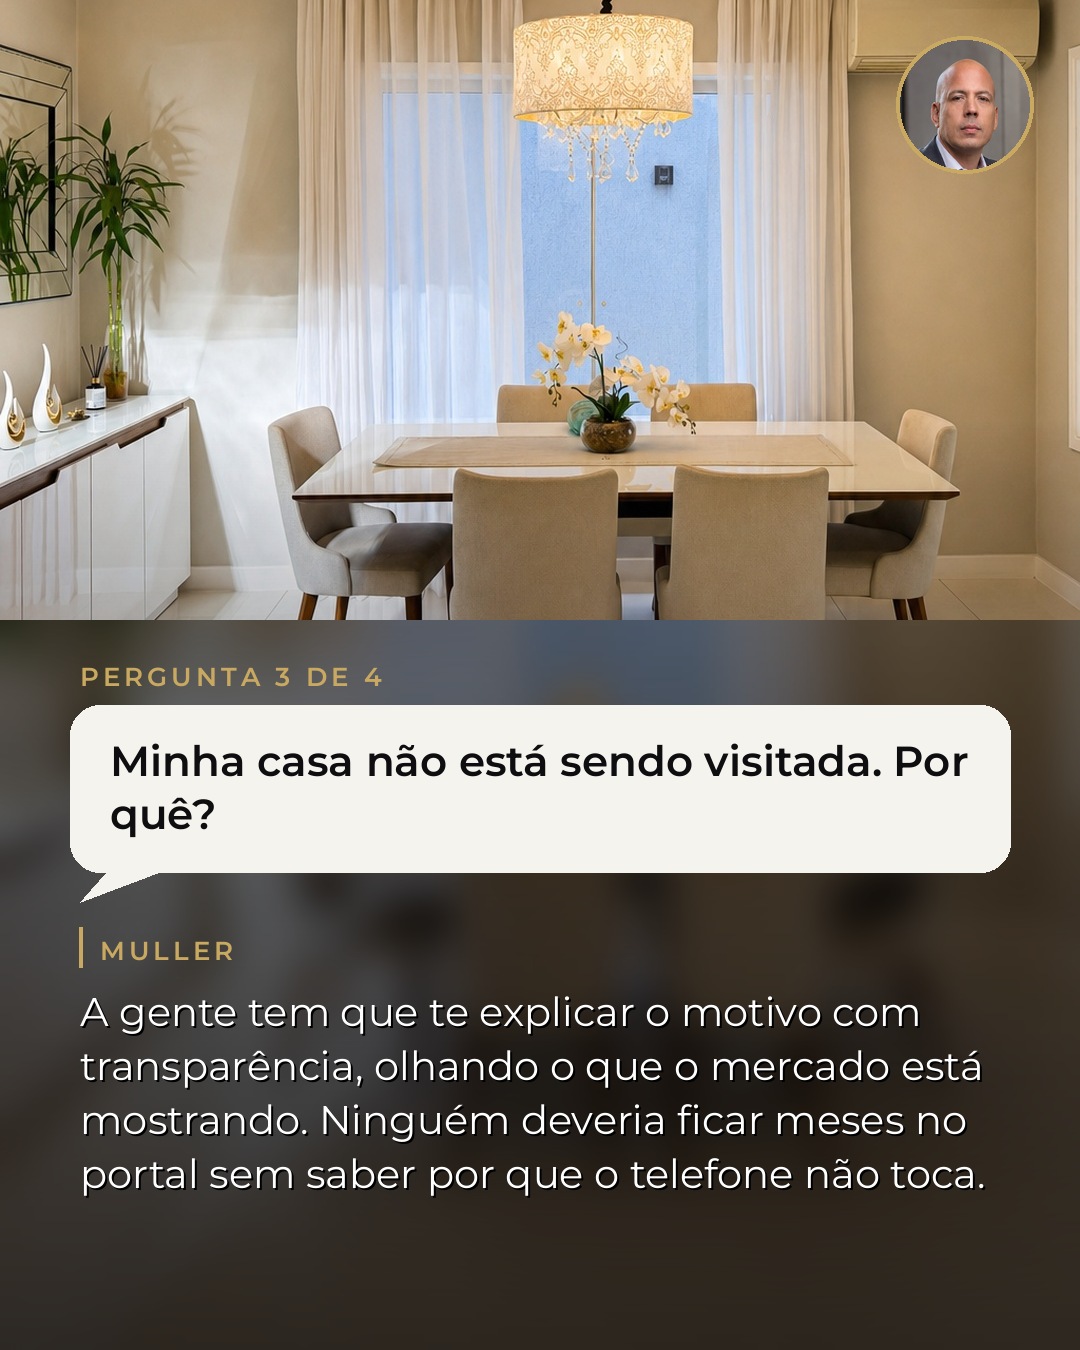 PERGUNTA 3 DE 4
Minha casa não está sendo visitada. Por
quê?
MULLER
A gente tem que te explicar o motivo com
transparência, olhando o que o mercado está
mostrando. Ninguém deveria ficar meses no
portal sem saber por que o telefone não toca.